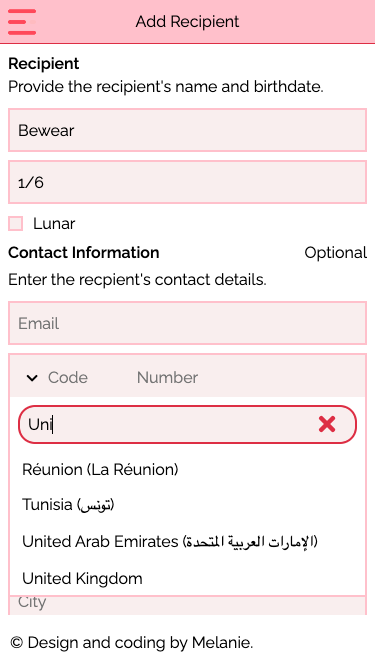 Add Recipient
Recipient
Provide the recipient's name and birthdate.
Bewear
1/6
Lunar
Contact Information Optional
Enter the recpient's contact details.
Email
Code Number
Uni
Réunion (La Réunion)
Tunisia (تونس)
United Arab Emirates (الإمارات العربية المتحدة)
United Kingdom
City
© Design and coding by Melanie.